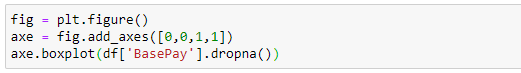 fig = plt.figure()
axe = fig.add_axes([0,0,1,1])
axe.boxplot(df['BasePay'].dropna())